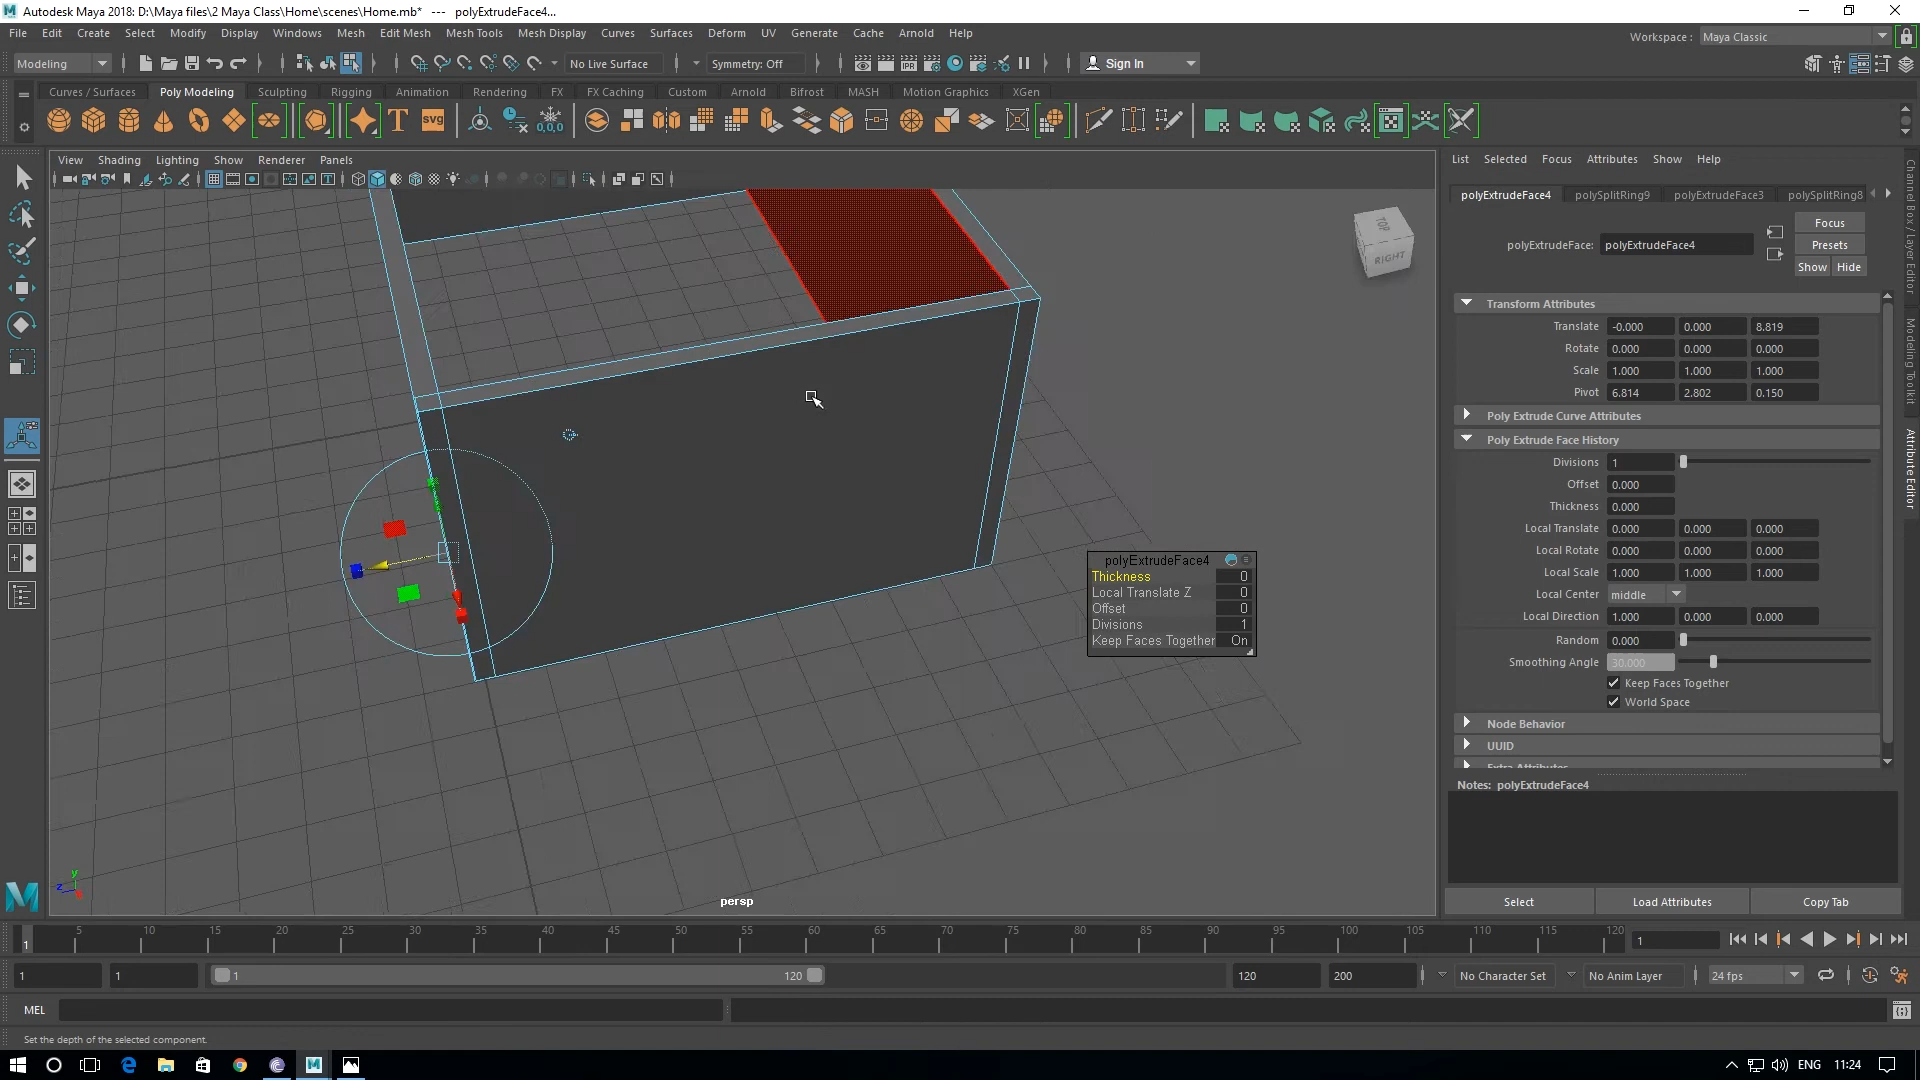 Autodesk Maya 2018: D:\Maya files\2 Maya Class\Home\scenes\Home.mb* --- polyExtrudeFace4...
File Edit Create Select Modify Display Windows Mesh Edit Mesh Mesh Tools Mesh Display Curves Surfaces Deform UV Generate Cache Arnold Help
Workspace : Maya Classic
Modeling No Live Surface Symmetry: Off Sign In
Curves / Surfaces Poly Modeling Sculpting Rigging Animation Rendering FX FX Caching Custom Arnold Bifrost MASH Motion Graphics XGen
View Shading Lighting Show Renderer Panels
TOP
RIGHT
polyExtrudeFace4
Thickness 0
Local Translate Z 0
Offset 0
Divisions 1
Keep Faces Together On
persp
List Selected Focus Attributes Show Help
polyExtrudeFace4 polySplitRing9 polyExtrudeFace3 polySplitRing8
polyExtrudeFace: polyExtrudeFace4
Focus
Presets
Show Hide
Transform Attributes
Translate -0.000 0.000 8.819
Rotate 0.000 0.000 0.000
Scale 1.000 1.000 1.000
Pivot 6.814 2.802 0.150
Poly Extrude Curve Attributes
Poly Extrude Face History
Divisions 1
Offset 0.000
Thickness 0.000
Local Translate 0.000 0.000 0.000
Local Rotate 0.000 0.000 0.000
Local Scale 1.000 1.000 1.000
Local Center middle
Local Direction 1.000 0.000 0.000
Random 0.000
Smoothing Angle 30.000
Keep Faces Together
World Space
Node Behavior
UUID
Extra Attributes
Notes: polyExtrudeFace4
Select Load Attributes Copy Tab
Channel Box / Layer Editor
Modeling Toolkit
Attribute Editor
1 5 10 15 20 25 30 35 40 45 50 55 60 65 70 75 80 85 90 95 100 105 110 115 120 1
1 1 1 120 120 200 No Character Set No Anim Layer 24 fps
MEL
Set the depth of the selected component.
ENG 11:24